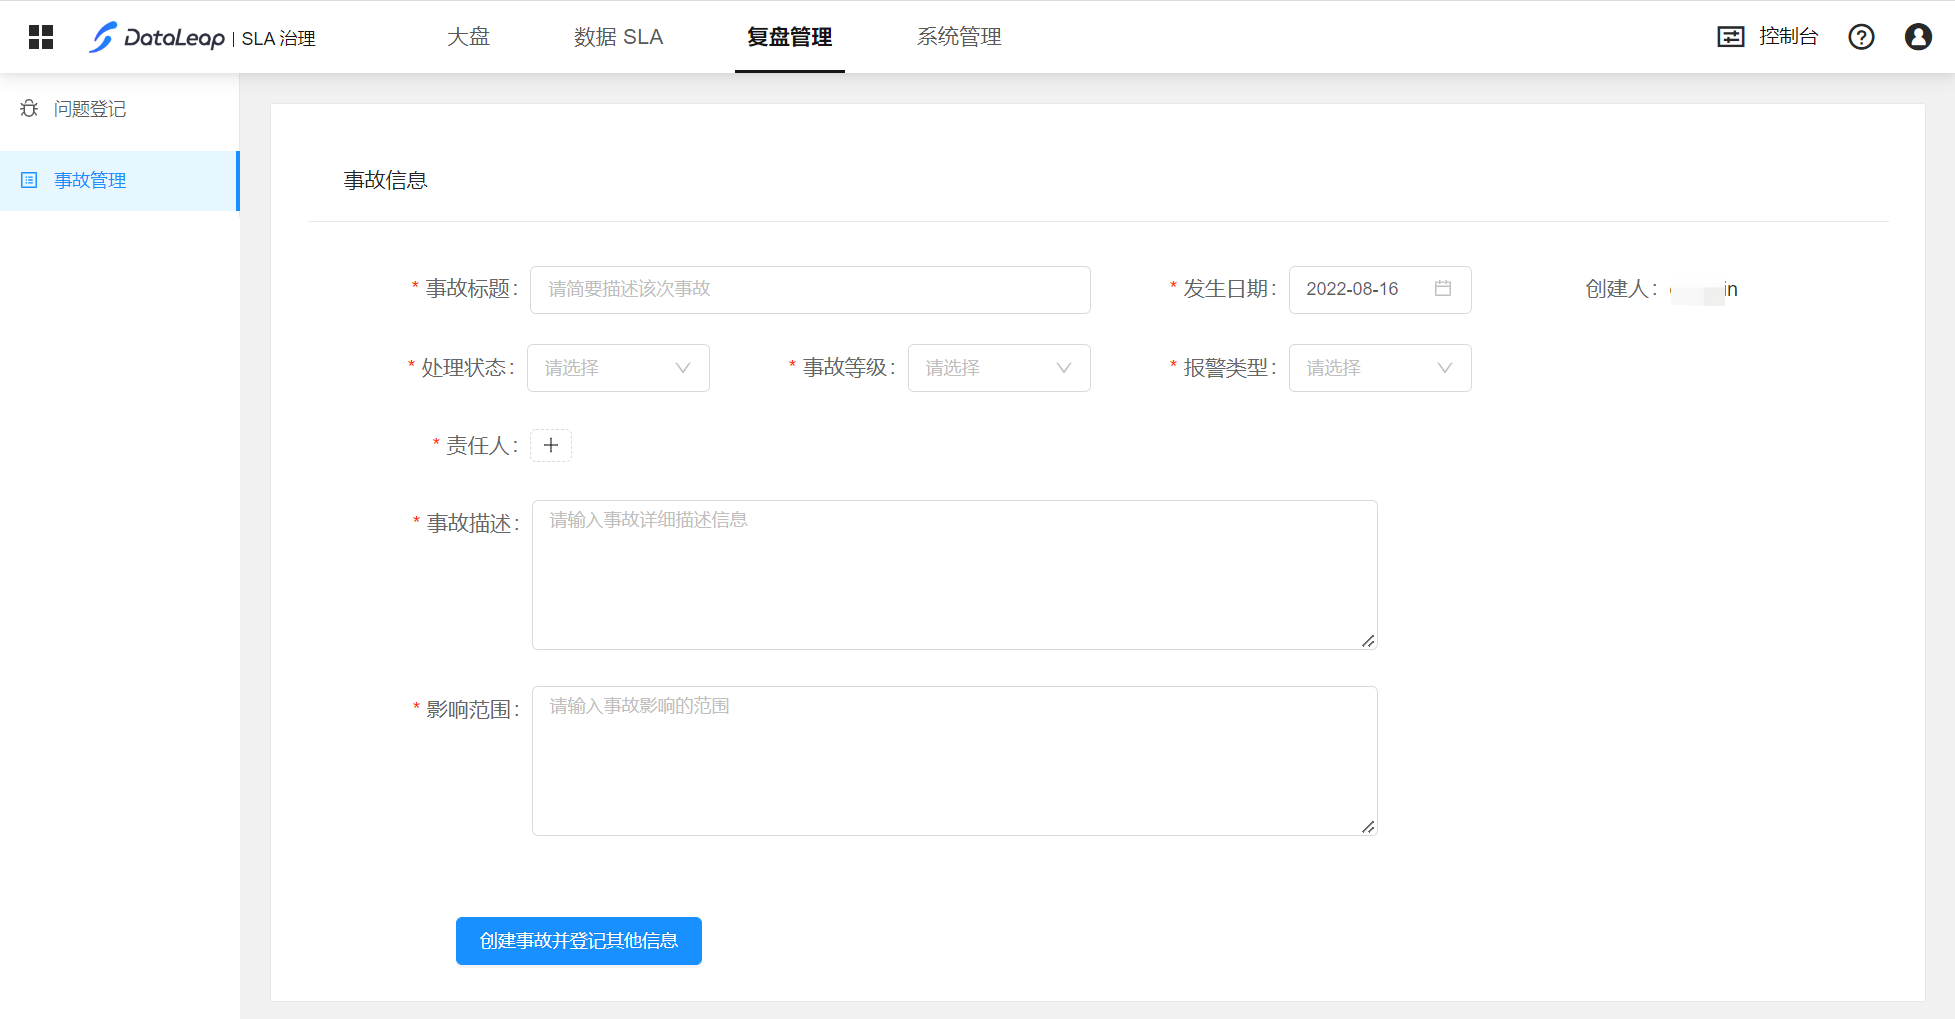 DataLeap | SLA 治理
大盘
数据 SLA
复盘管理
系统管理
控制台
问题登记
事故管理
事故信息
* 事故标题: 请简要描述该次事故
* 发生日期: 2022-08-16
创建人: in
* 处理状态: 请选择
* 事故等级: 请选择
* 报警类型: 请选择
* 责任人: +
* 事故描述: 请输入事故详细描述信息
* 影响范围: 请输入事故影响的范围
创建事故并登记其他信息